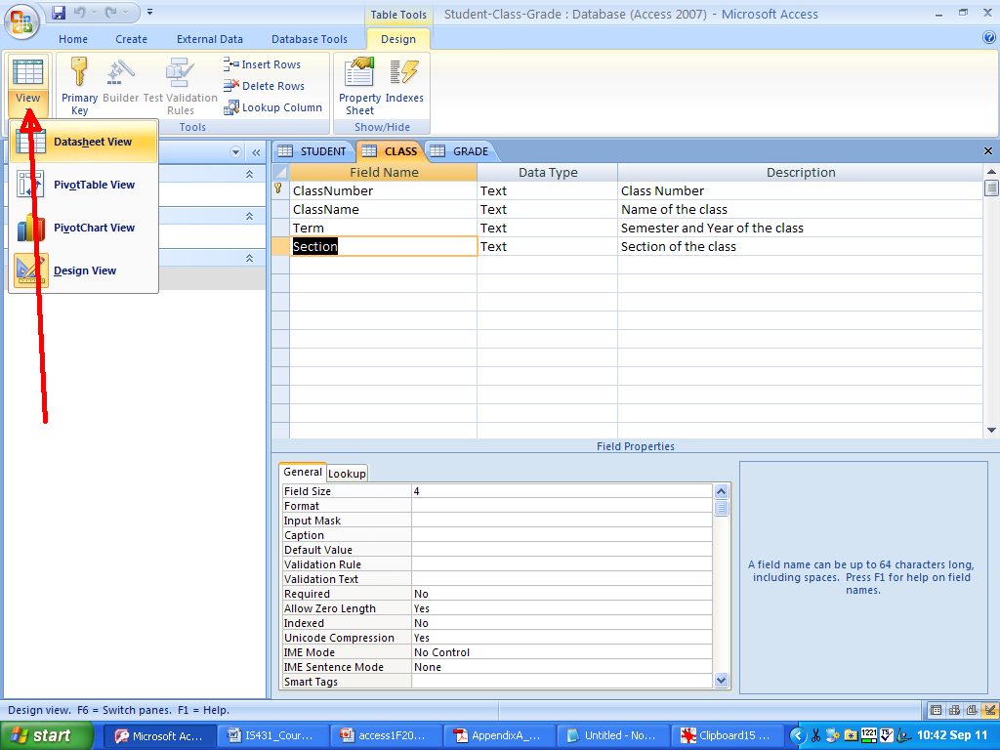 Table Tools
Student-Class-Grade : Database (Access 2007) - Microsoft Access
Home
Create
External Data
Database Tools
Design
View
Primary Key
Builder
Test Validation Rules
Insert Rows
Delete Rows
Lookup Column
Property Sheet
Indexes
Tools
Show/Hide
Datasheet View
PivotTable View
PivotChart View
Design View
STUDENT
CLASS
GRADE
Field Name Data Type Description
ClassNumber Text Class Number
ClassName Text Name of the class
Term Text Semester and Year of the class
Section Text Section of the class
Field Properties
General
Lookup
Field Size 4
Format
Input Mask
Caption
Default Value
Validation Rule
Validation Text
Required No
Allow Zero Length Yes
Indexed No
Unicode Compression Yes
IME Mode No Control
IME Sentence Mode None
Smart Tags
A field name can be up to 64 characters long,
including spaces. Press F1 for help on field
names.
Design view. F6 = Switch panes. F1 = Help.
start
Microsoft Ac...
IS431_Cour...
access1F20...
AppendixA_...
Untitled - No...
Clipboard15 ...
1221
10:42 Sep 11